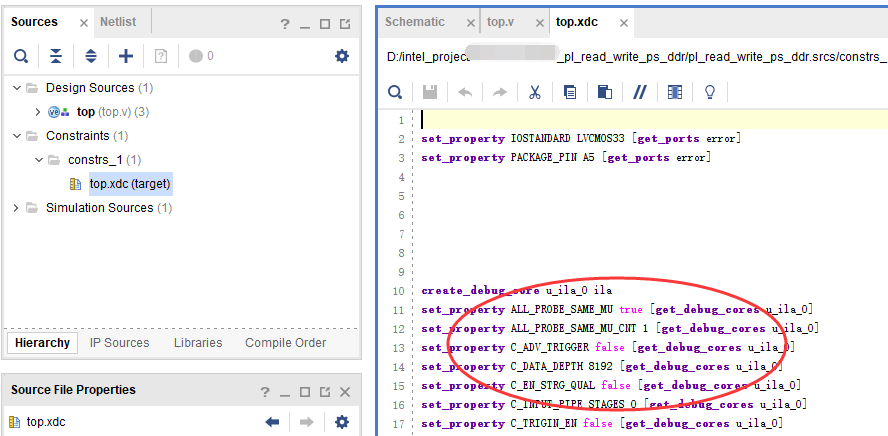 Sources
Netlist
0
Design Sources (1)
top (top.v) (3)
Constraints (1)
constrs_1 (1)
top.xdc (target)
Simulation Sources (1)
Hierarchy IP Sources Libraries Compile Order
Source File Properties
top.xdc
Schematic
top.v
top.xdc
D:/intel_project _pl_read_write_ps_ddr/pl_read_write_ps_ddr.srcs/constrs_
1
2 set_property IOSTANDARD LVCMOS33 [get_ports error]
3 set_property PACKAGE_PIN A5 [get_ports error]
4
5
6
7
8
9
10 create_debug_core u_ila_0 ila
11 set_property ALL_PROBE_SAME_MU true [get_debug_cores u_ila_0]
12 set_property ALL_PROBE_SAME_MU_CNT 1 [get_debug_cores u_ila_0]
13 set_property C_ADV_TRIGGER false [get_debug_cores u_ila_0]
14 set_property C_DATA_DEPTH 8192 [get_debug_cores u_ila_0]
15 set_property C_EN_STRG_QUAL false [get_debug_cores u_ila_0]
16 set_property C_INPUT_PIPE_STAGES 0 [get_debug_cores u_ila_0]
17 set_property C_TRIGIN_EN false [get_debug_cores u_ila_0]